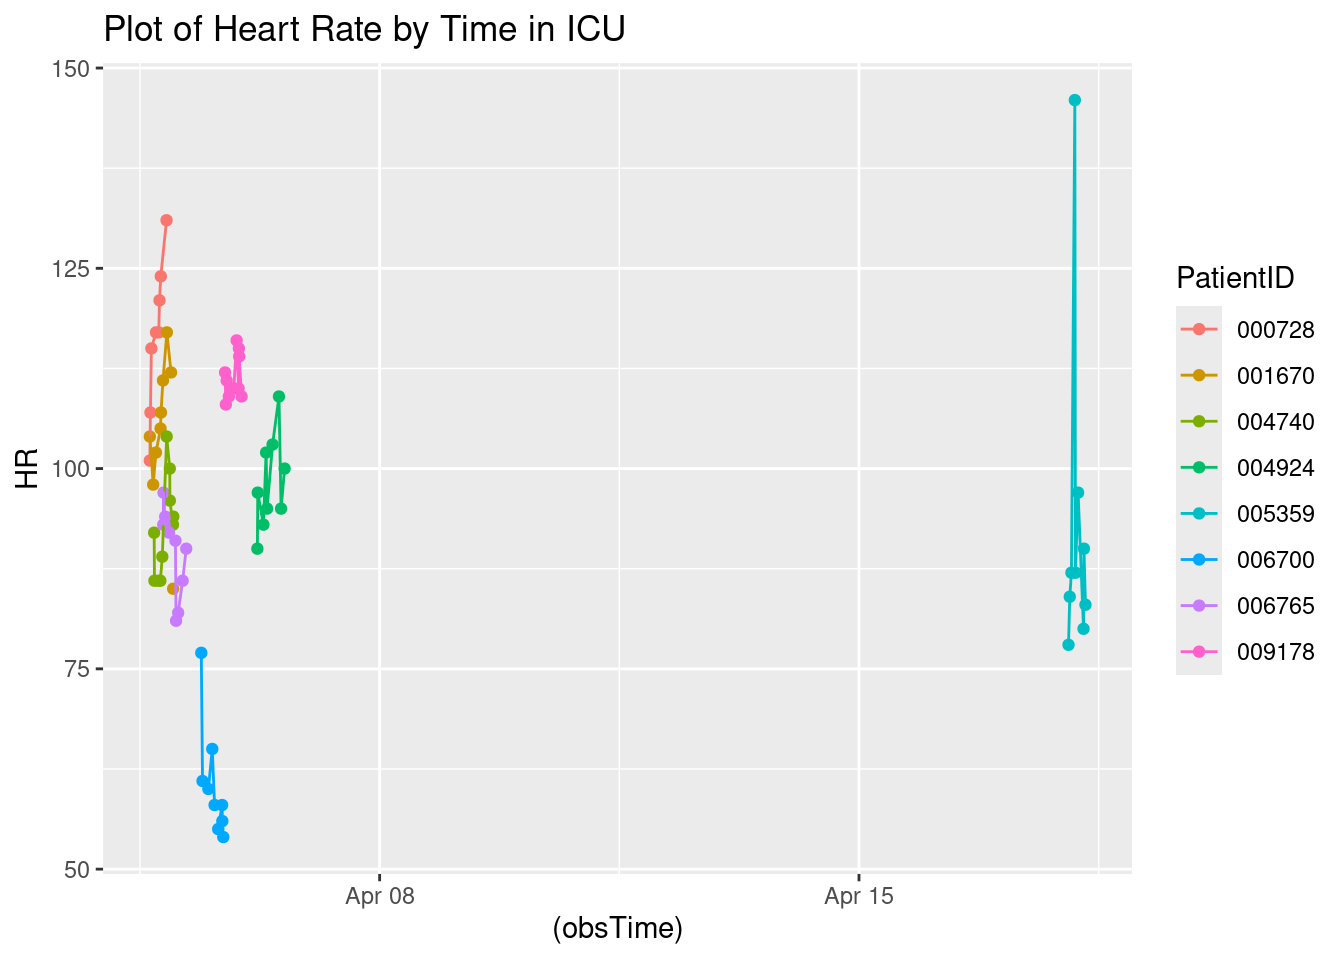 Plot of Heart Rate by Time in ICU
150
125
100
75
50
HR
Apr 08
Apr 15
(obsTime)
PatientID
000728
001670
004740
004924
005359
006700
006765
009178